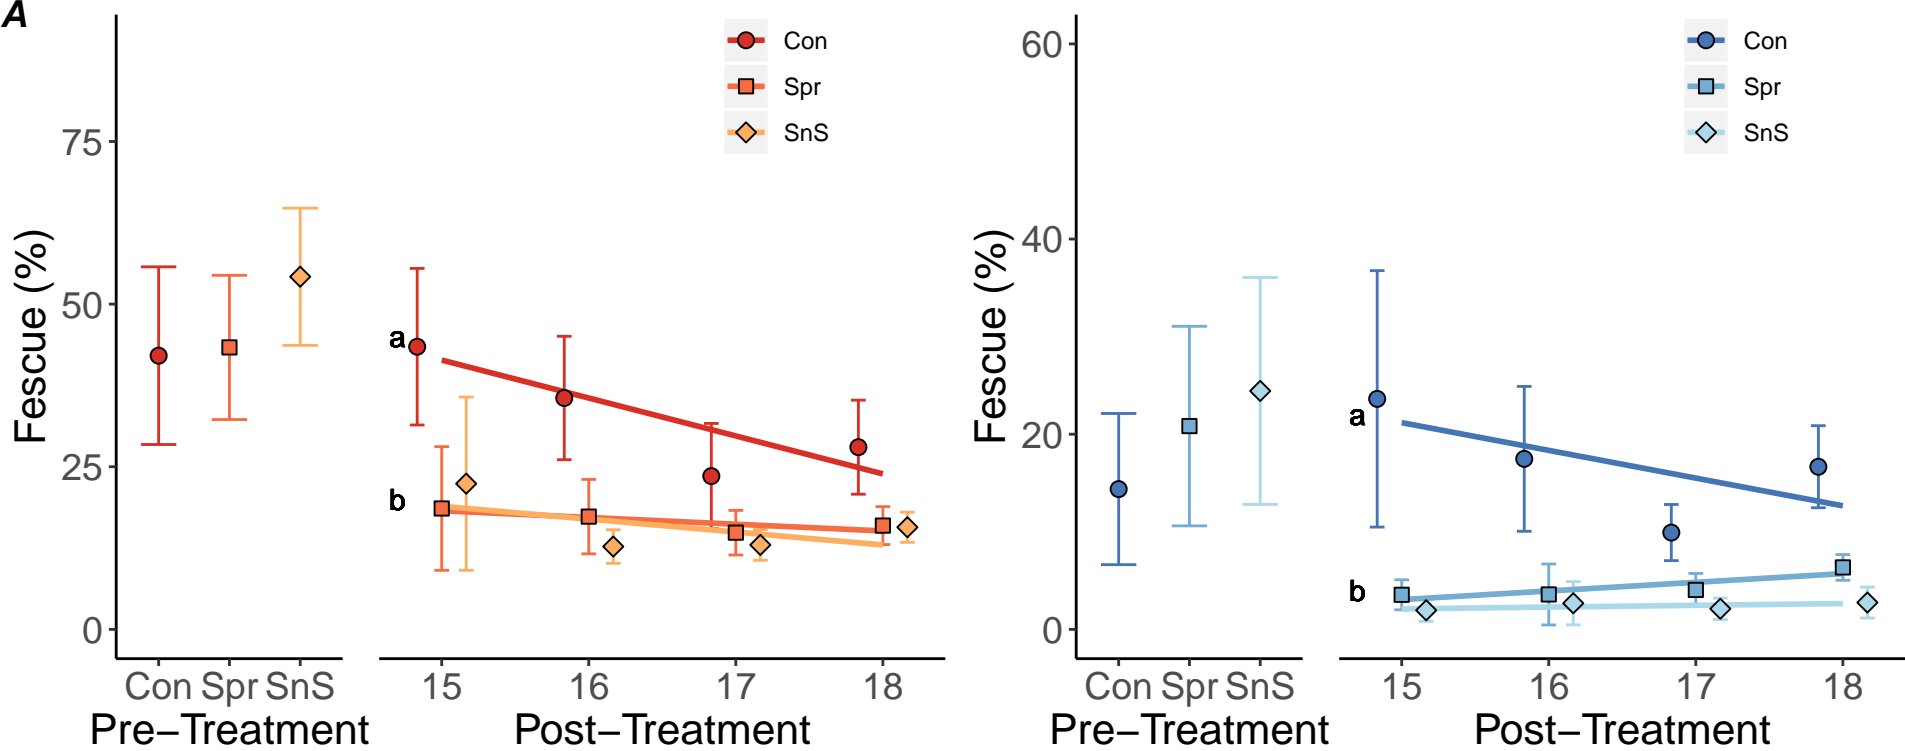 A
Con
Spr
SnS
75
50
25
0
Fescue (%)
a
b
Con Spr SnS
15 16 17 18
Pre–Treatment
Post–Treatment
Con
Spr
SnS
60
40
20
0
Fescue (%)
a
b
Con Spr SnS
15 16 17 18
Pre–Treatment
Post–Treatment